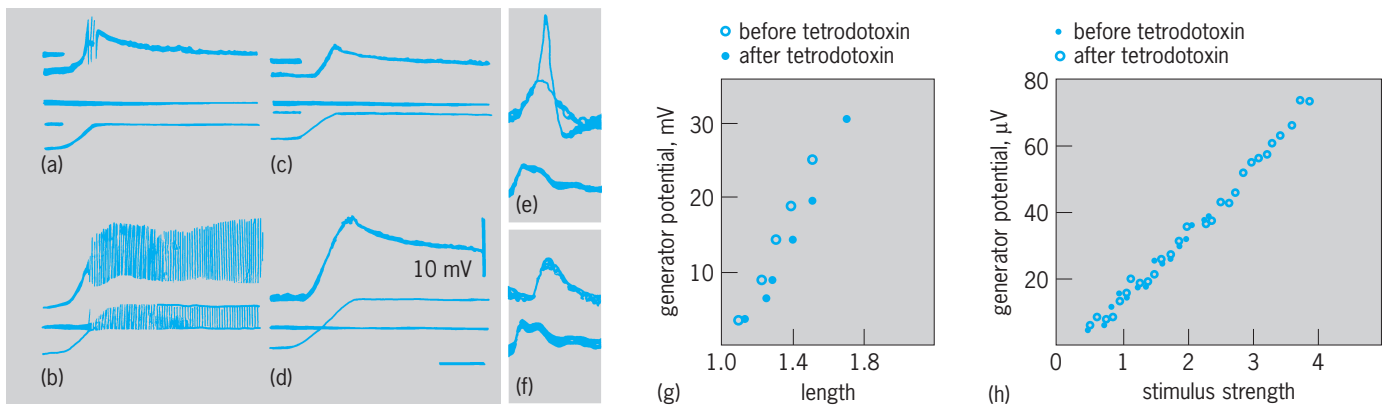 (a)
(c)
(b)
10 mV
(d)
(e)
(f)
before tetrodotoxin
after tetrodotoxin
generator potential, mV
30
20
10
1.0
1.4
1.8
(g)
length
before tetrodotoxin
after tetrodotoxin
generator potential, μV
80
60
40
20
0
1
2
3
4
(h)
stimulus strength